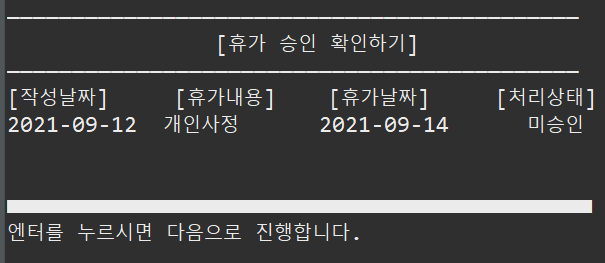 [휴가 승인 확인하기]
[작성날짜] [휴가내용] [휴가날짜] [처리상태]
2021-09-12 개인사정 2021-09-14 미승인
엔터를 누르시면 다음으로 진행합니다.